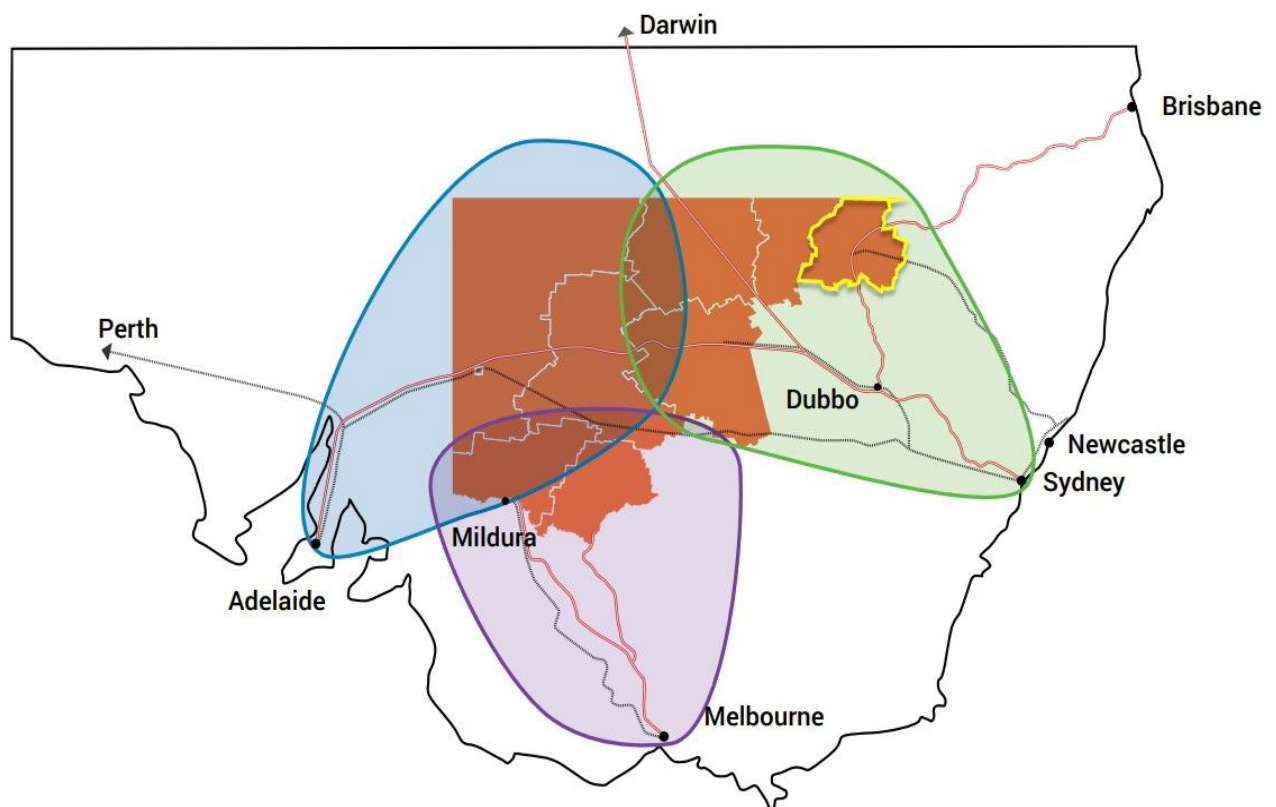 Darwin
Brisbane
Perth
Dubbo
Newcastle
Sydney
Mildura
Adelaide
Melbourne